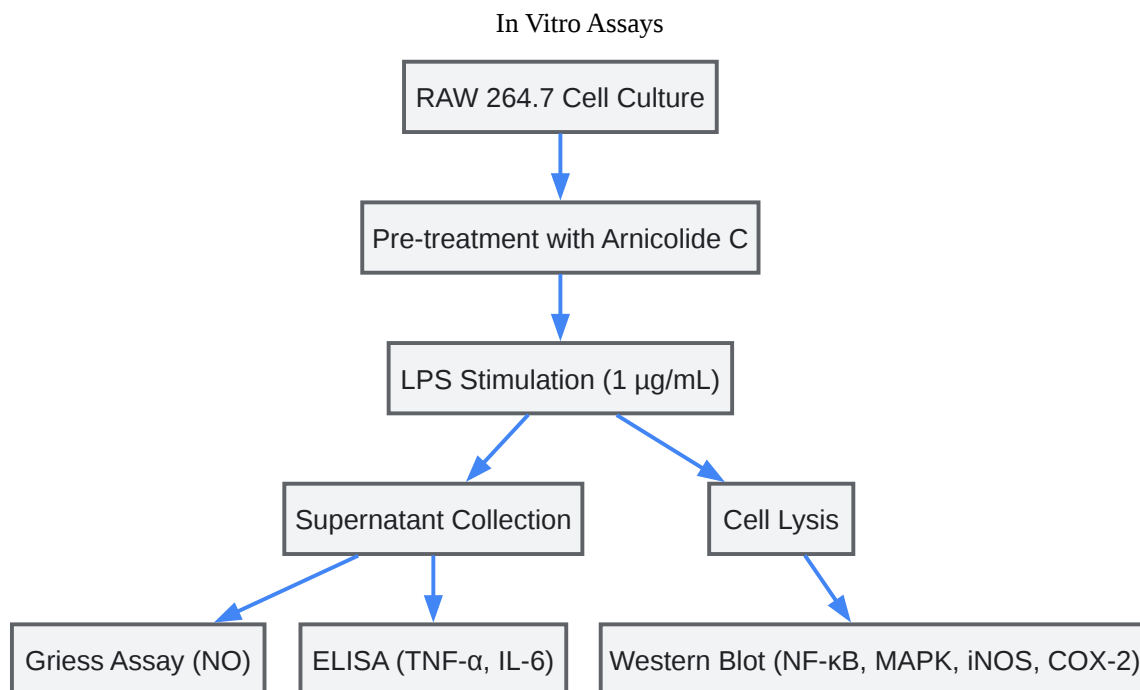 In Vitro Assays
RAW 264.7 Cell Culture
Pre-treatment with Arnicolide C
LPS Stimulation (1 µg/mL)
Supernatant Collection
Cell Lysis
Griess Assay (NO)
ELISA (TNF-α, IL-6)
Western Blot (NF-κB, MAPK, iNOS, COX-2)